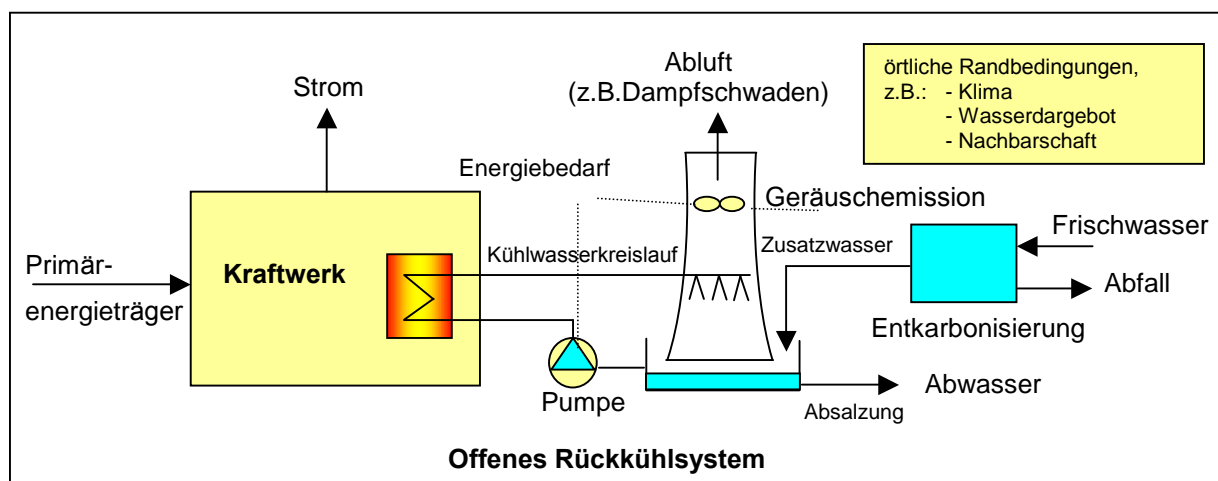 Strom
Abluft
(z.B.Dampfschwaden)
örtliche Randbedingungen,
z.B.: - Klima
- Wasserdargebot
- Nachbarschaft
Energiebedarf
Geräuschemission
Frischwasser
Primär-
energieträger
Kraftwerk
Kühlwasserkreislauf
Zusatzwasser
Abfall
Entkarbonisierung
Pumpe
Absalzung
Abwasser
Offenes Rückkühlsystem